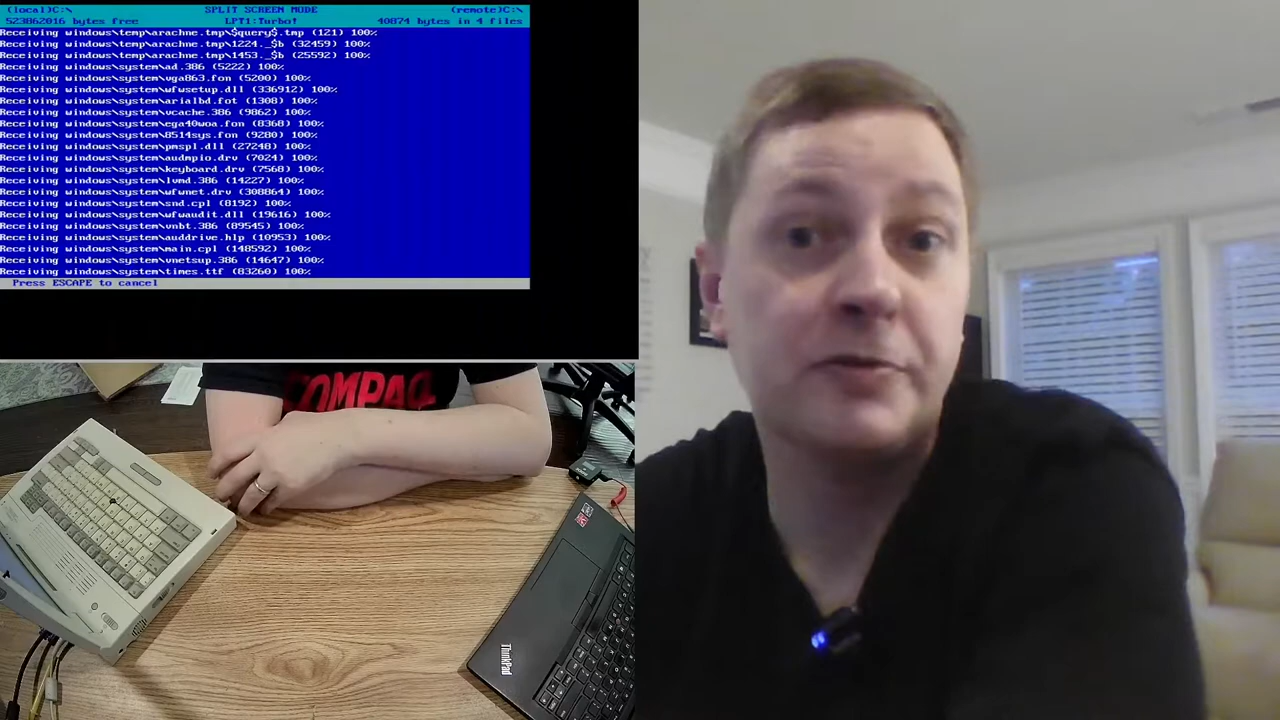 (local)C:\ SPLIT SCREEN MODE (remote)C:\
523862016 bytes free LPT1:Turbo! 40874 bytes in 4 files
Receiving windows\temp\arachne.tmp\$query$.tmp (121) 100%
Receiving windows\temp\arachne.tmp\1224._$b (32459) 100%
Receiving windows\temp\arachne.tmp\1453._$b (25592) 100%
Receiving windows\system\ad.386 (5222) 100%
Receiving windows\system\vga863.fon (5200) 100%
Receiving windows\system\wfwsetup.dll (336912) 100%
Receiving windows\system\arialbd.fot (1308) 100%
Receiving windows\system\vcache.386 (9862) 100%
Receiving windows\system\ega40woa.fon (8368) 100%
Receiving windows\system\8514sys.fon (9280) 100%
Receiving windows\system\pmspl.dll (27248) 100%
Receiving windows\system\audmpio.drv (7024) 100%
Receiving windows\system\keyboard.drv (7568) 100%
Receiving windows\system\lvmd.386 (14227) 100%
Receiving windows\system\wfwnet.drv (308864) 100%
Receiving windows\system\snd.cpl (8192) 100%
Receiving windows\system\wfwaudit.dll (19616) 100%
Receiving windows\system\vnbt.386 (89545) 100%
Receiving windows\system\auddrive.hlp (10953) 100%
Receiving windows\system\main.cpl (148592) 100%
Receiving windows\system\vnetsup.386 (14647) 100%
Receiving windows\system\times.ttf (83260) 100%
Press ESCAPE to cancel
COMPAQ
ThinkPad